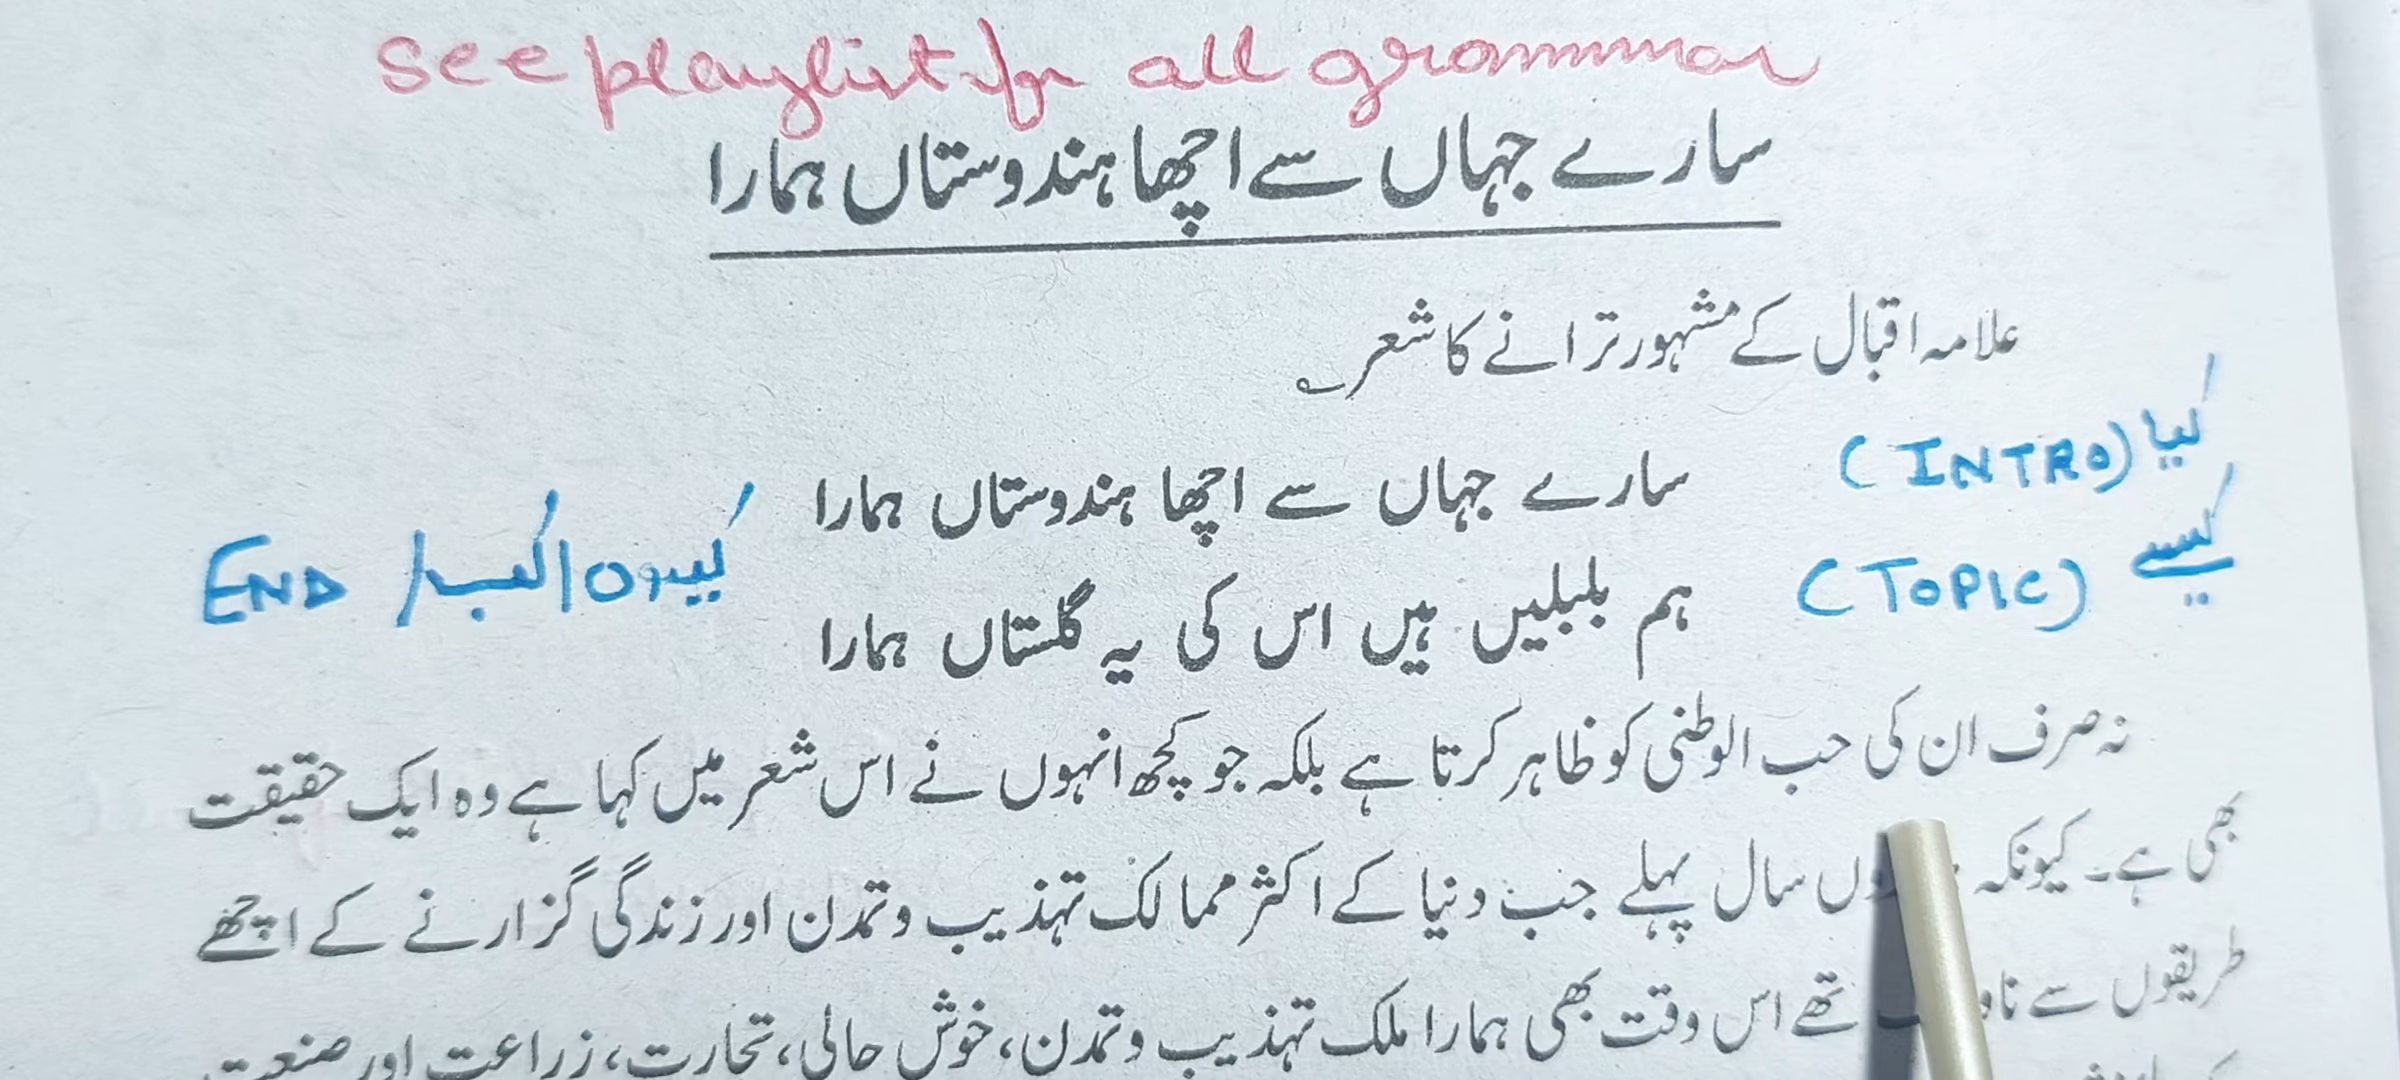 see playlist for all grammar
سارے جہاں سے اچھا ہندوستاں ہمارا
علامہ اقبال کے مشہور ترانے کا شعر؎
کیا (INTRO)
سارے جہاں سے اچھا ہندوستاں ہمارا
کیسے (TOPIC)
کیوں/کب/ END
ہم بلبلیں ہیں اس کی یہ گلستاں ہمارا
نہ صرف ان کی حب الوطنی کو ظاہر کرتا ہے بلکہ جو کچھ انہوں نے اس شعر میں کہا ہے وہ ایک حقیقت
بھی ہے۔ کیونکہ سال پہلے جب دنیا کے اکثر ممالک تہذیب و تمدن اور زندگی گزارنے کے اچھے
طریقوں سے تھے اس وقت بھی ہمارا ملک تہذیب و تمدن، خوش حالی، تجارت، زراعت اور صنعت